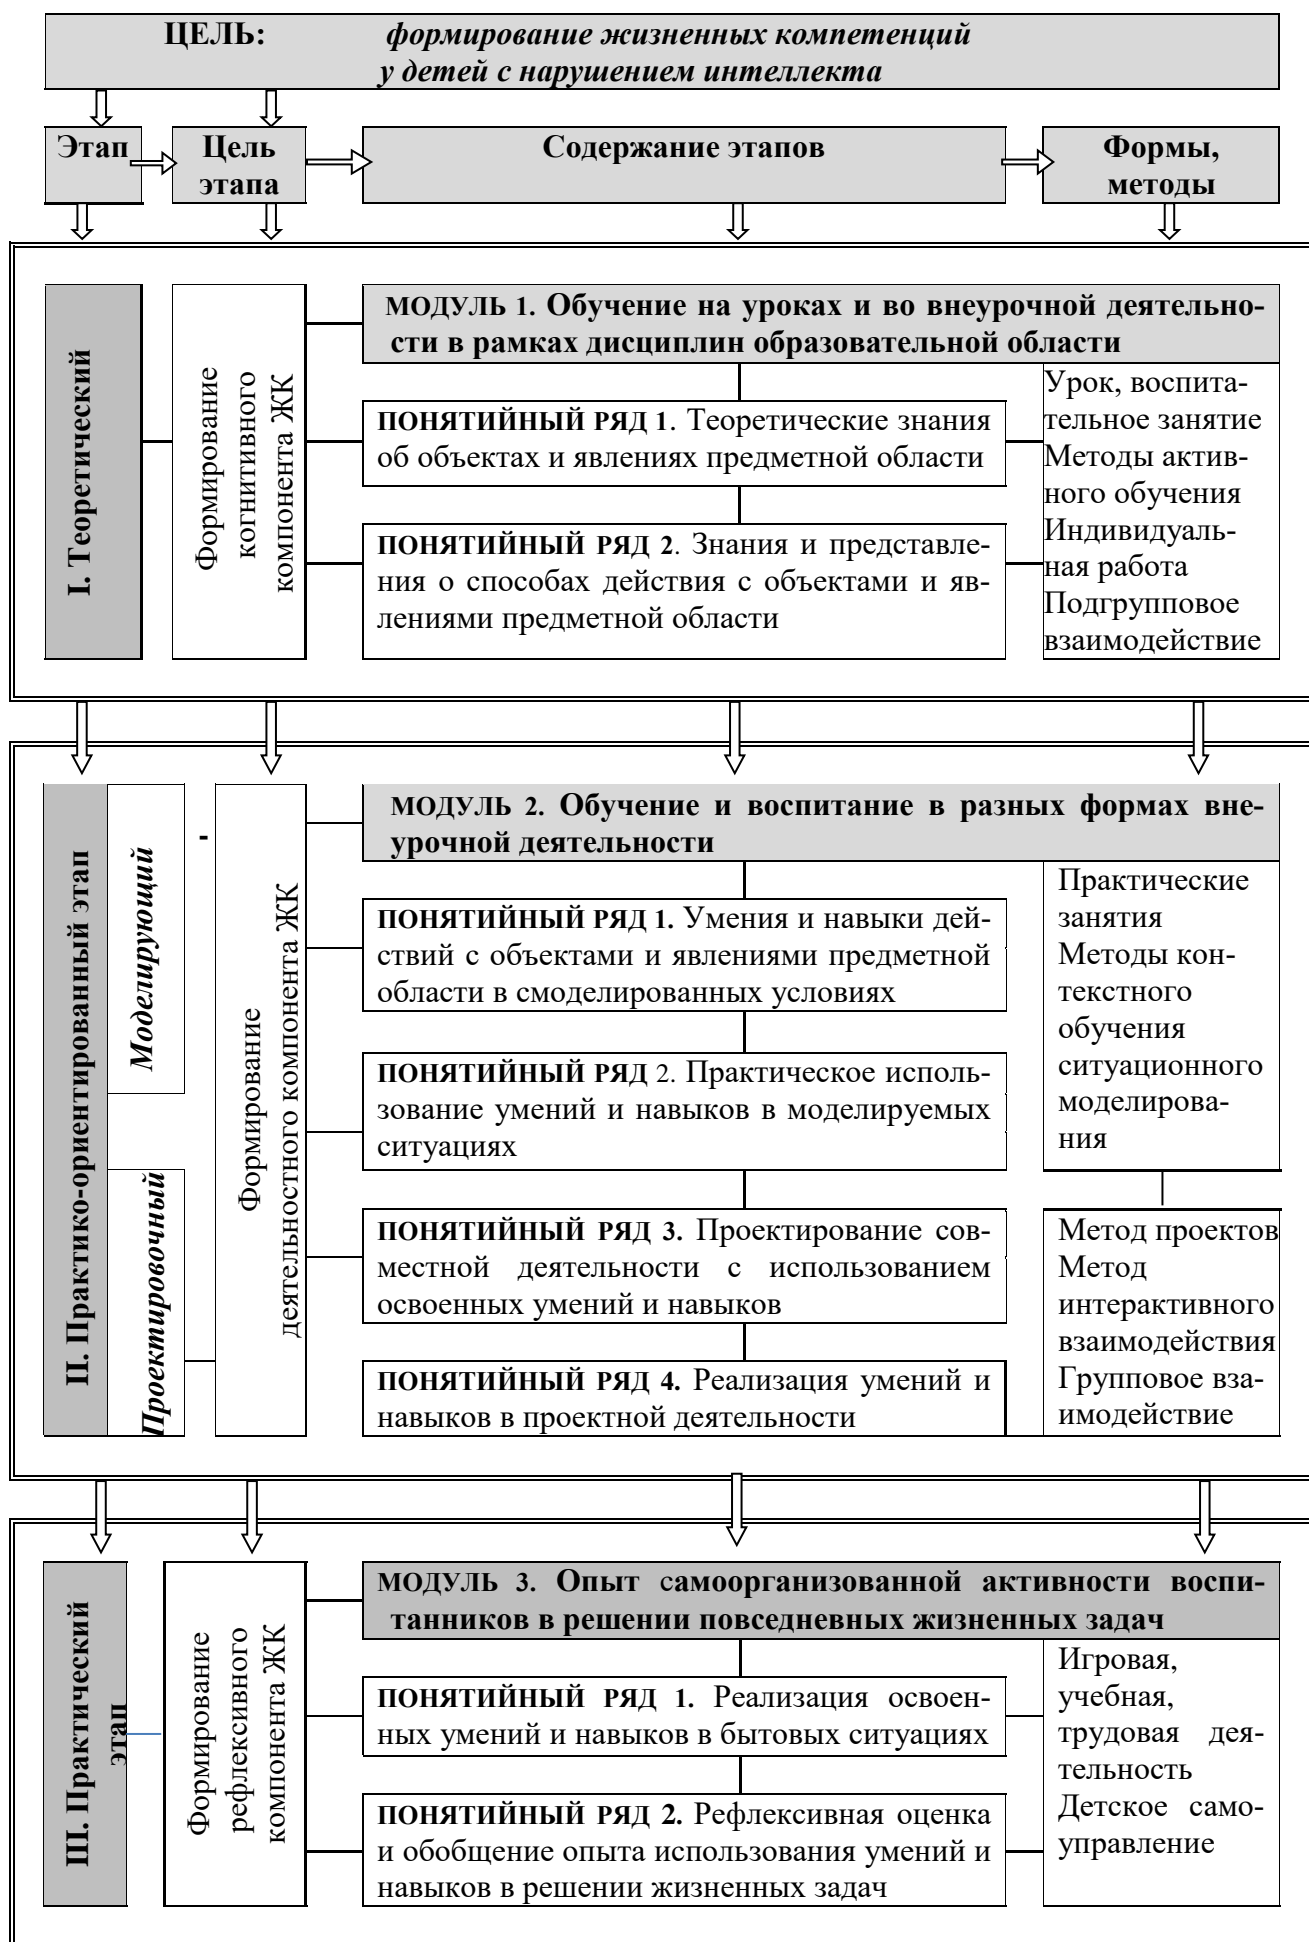 ЦЕЛЬ: формирование жизненных компетенций
у детей с нарушением интеллекта
Этап
Цель
этапа
Содержание этапов
Формы,
методы
I. Теоретический
Формирование
когнитивного
компонента ЖК
МОДУЛЬ 1. Обучение на уроках и во внеурочной деятельно-
сти в рамках дисциплин образовательной области
ПОНЯТИЙНЫЙ РЯД 1. Теоретические знания
об объектах и явлениях предметной области
ПОНЯТИЙНЫЙ РЯД 2. Знания и представле-
ния о способах действия с объектами и яв-
лениями предметной области
Урок, воспита-
тельное занятие
Методы актив-
ного обучения
Индивидуаль-
ная работа
Подгрупповое
взаимодействие
II. Практико-ориентированный этап
Моделирующий
-
Проектировочный
Формирование
деятельностного компонента ЖК
МОДУЛЬ 2. Обучение и воспитание в разных формах вне-
урочной деятельности
ПОНЯТИЙНЫЙ РЯД 1. Умения и навыки дей-
ствий с объектами и явлениями предметной
области в смоделированных условиях
ПОНЯТИЙНЫЙ РЯД 2. Практическое исполь-
зование умений и навыков в моделируемых
ситуациях
ПОНЯТИЙНЫЙ РЯД 3. Проектирование сов-
местной деятельности с использованием
освоенных умений и навыков
ПОНЯТИЙНЫЙ РЯД 4. Реализация умений и
навыков в проектной деятельности
Практические
занятия
Методы кон-
текстного
обучения
ситуационного
моделирова-
ния
Метод проектов
Метод
интерактивного
взаимодействия
Групповое вза-
имодействие
III. Практический
этап
Формирование
рефлексивного
компонента ЖК
МОДУЛЬ 3. Опыт самоорганизованной активности воспи-
танников в решении повседневных жизненных задач
ПОНЯТИЙНЫЙ РЯД 1. Реализация освоен-
ных умений и навыков в бытовых ситуациях
ПОНЯТИЙНЫЙ РЯД 2. Рефлексивная оценка
и обобщение опыта использования умений и
навыков в решении жизненных задач
Игровая,
учебная,
трудовая дея-
тельность
Детское само-
управление